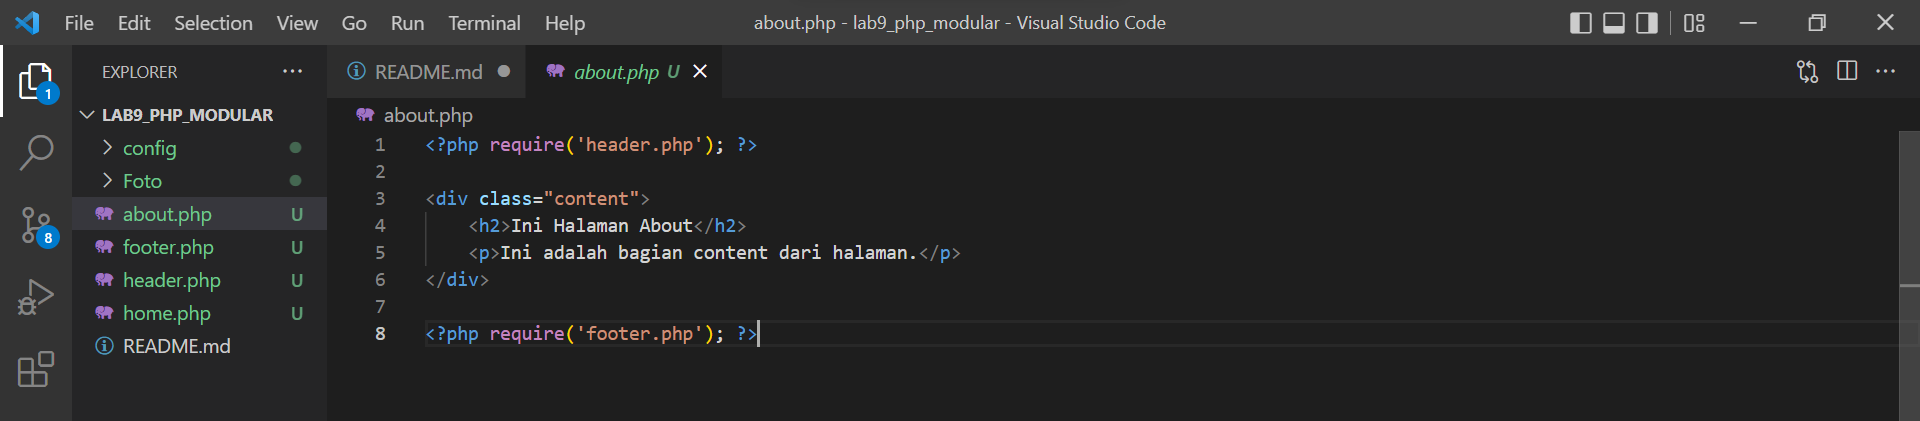 File Edit Selection View Go Run Terminal Help about.php - lab9_php_modular - Visual Studio Code
EXPLORER
README.md
about.php U
1
LAB9_PHP_MODULAR
config
Foto
about.php U
footer.php U
header.php U
home.php U
README.md
8
about.php
1 <?php require('header.php'); ?>
2
3 <div class="content">
4 <h2>Ini Halaman About</h2>
5 <p>Ini adalah bagian content dari halaman.</p>
6 </div>
7
8 <?php require('footer.php'); ?>